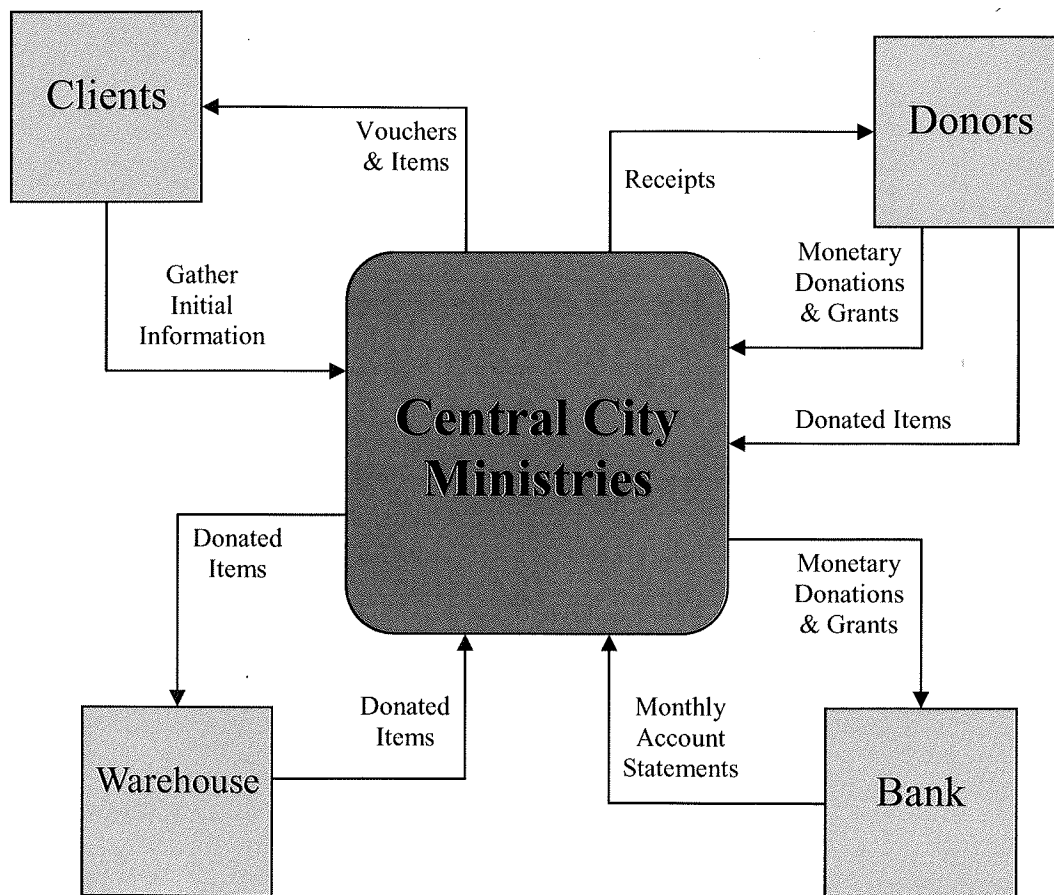 Clients
Donors
Vouchers
& Items
Receipts
Gather
Initial
Information
Monetary
Donations
& Grants
Central City
Ministries
Donated Items
Donated
Items
Monetary
Donations
& Grants
Donated
Items
Monthly
Account
Statements
Warehouse
Bank